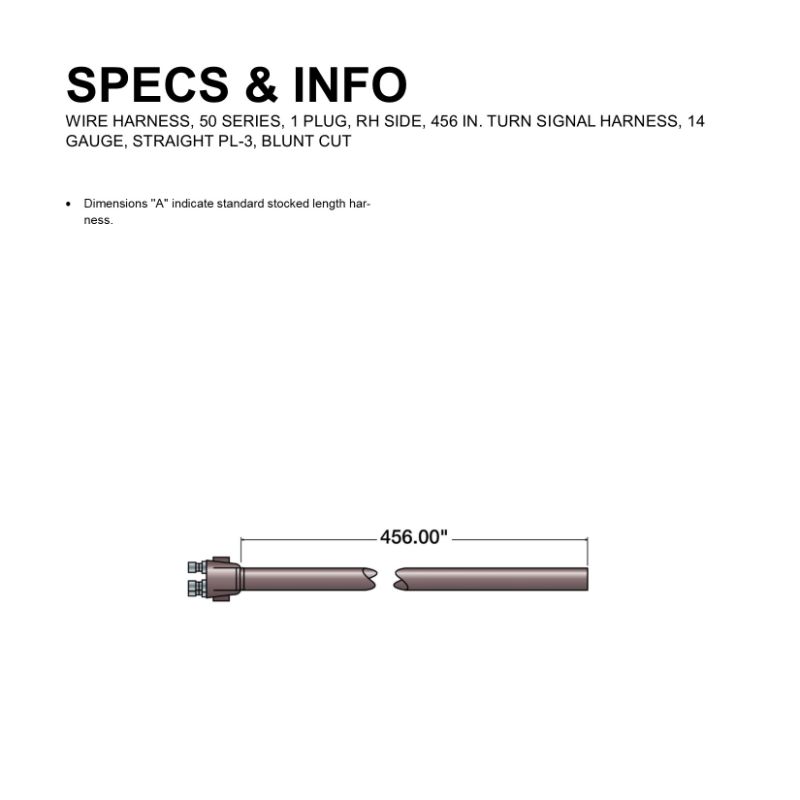 SPECS & INFO
WIRE HARNESS, 50 SERIES, 1 PLUG, RH SIDE, 456 IN. TURN SIGNAL HARNESS, 14
GAUGE, STRAIGHT PL-3, BLUNT CUT
• Dimensions "A" indicate standard stocked length har-
ness.
456.00"